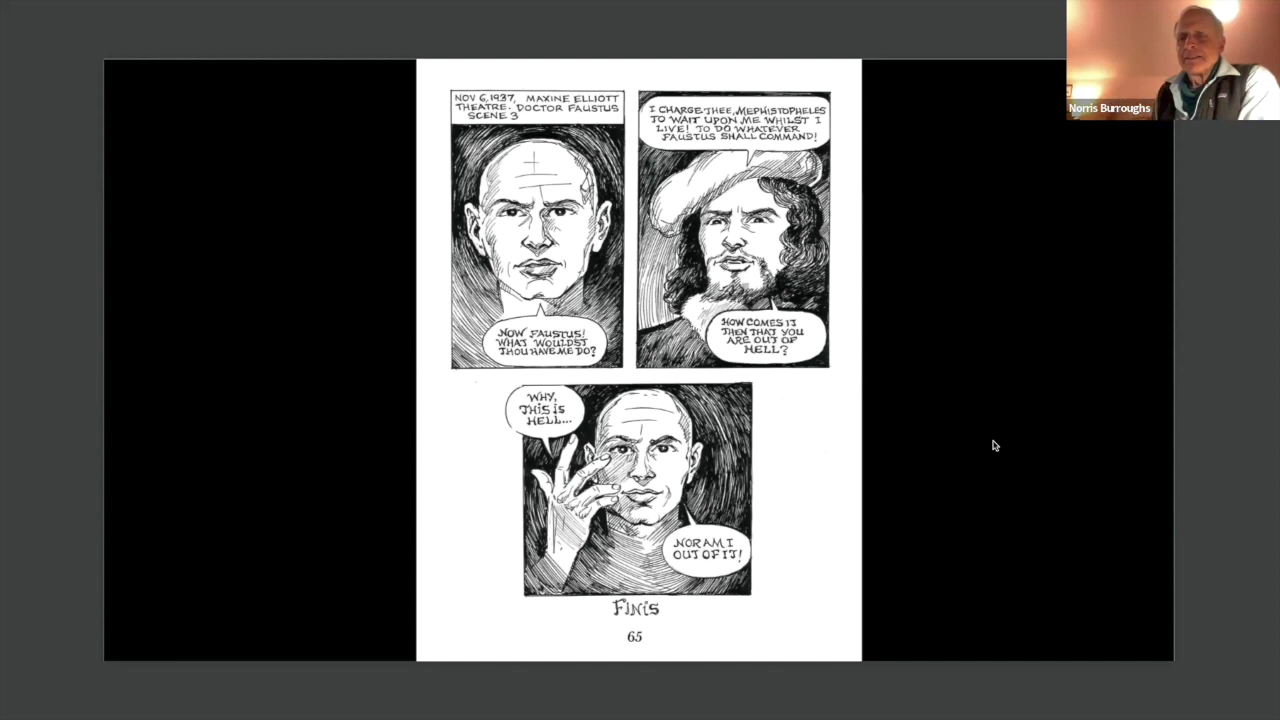 Norris Burroughs
NOV 6, 1937, MAXINE ELLIOTT
THEATRE. DOCTOR FAUSTUS
SCENE 3
NOW FAUSTUS!
WHAT WOULDST
THOU HAVE ME DO?
I CHARGE THEE, MEPHISTOPHELES
TO WAIT UPON ME WHILST I
LIVE! TO DO WHATEVER
FAUSTUS SHALL COMMAND!
HOW COMES IT
THEN THAT YOU
ARE OUT OF
HELL?
WHY,
THIS IS
HELL...
NOR AM I
OUT OF IT!
FINIS
65